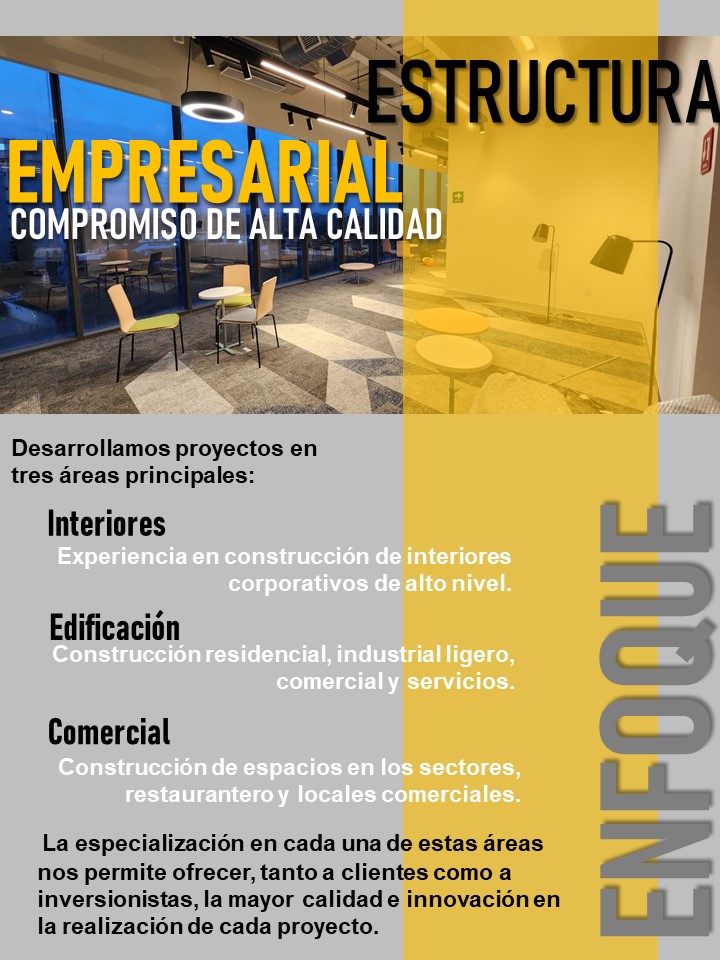 ESTRUCTURA
EMPRESARIAL
COMPROMISO DE ALTA CALIDAD
Desarrollamos proyectos en
tres áreas principales:
Interiores
Experiencia en construcción de interiores
corporativos de alto nivel.
Edificación
Construcción residencial, industrial ligero,
comercial y servicios.
Comercial
Construcción de espacios en los sectores,
restaurantero y locales comerciales.
La especialización en cada una de estas áreas
nos permite ofrecer, tanto a clientes como a
inversionistas, la mayor calidad e innovación en
la realización de cada proyecto.
ENFOQUE